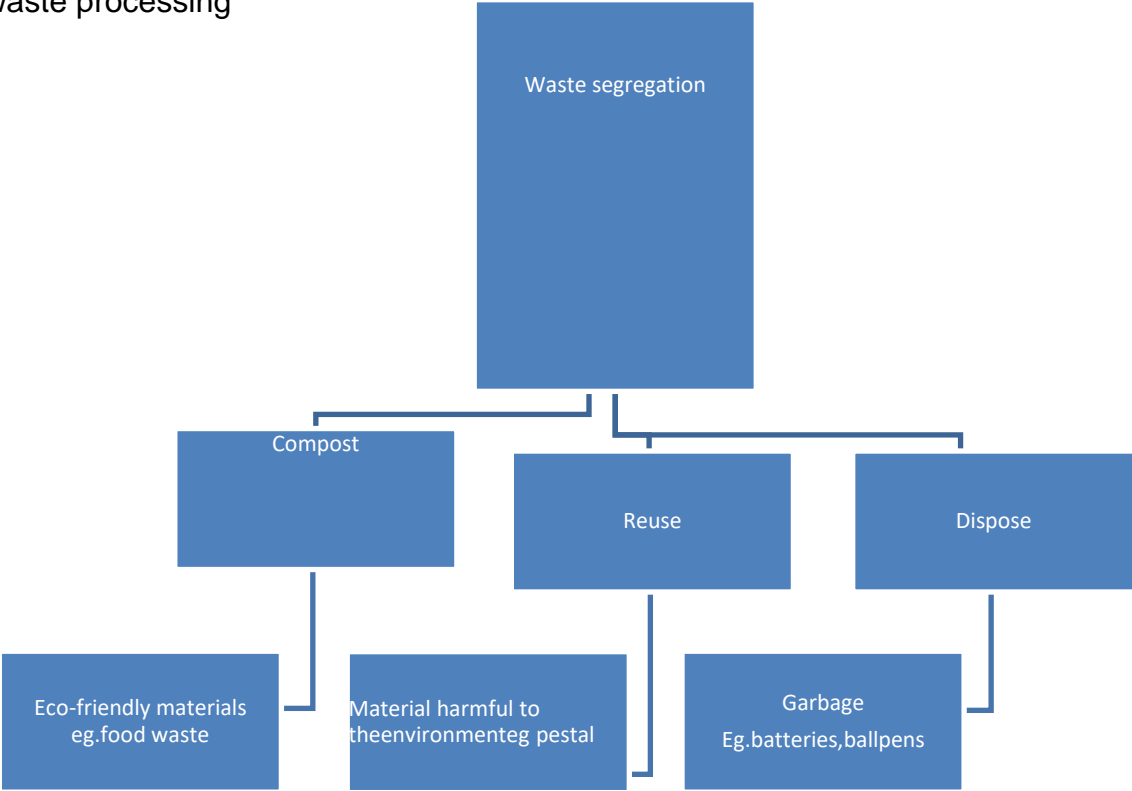 waste processing
Waste segregation
Compost
Reuse
Dispose
Eco-friendly materials
eg.food waste
Material harmful to
theenvironmenteg pestal
Garbage
Eg.batteries,ballpens